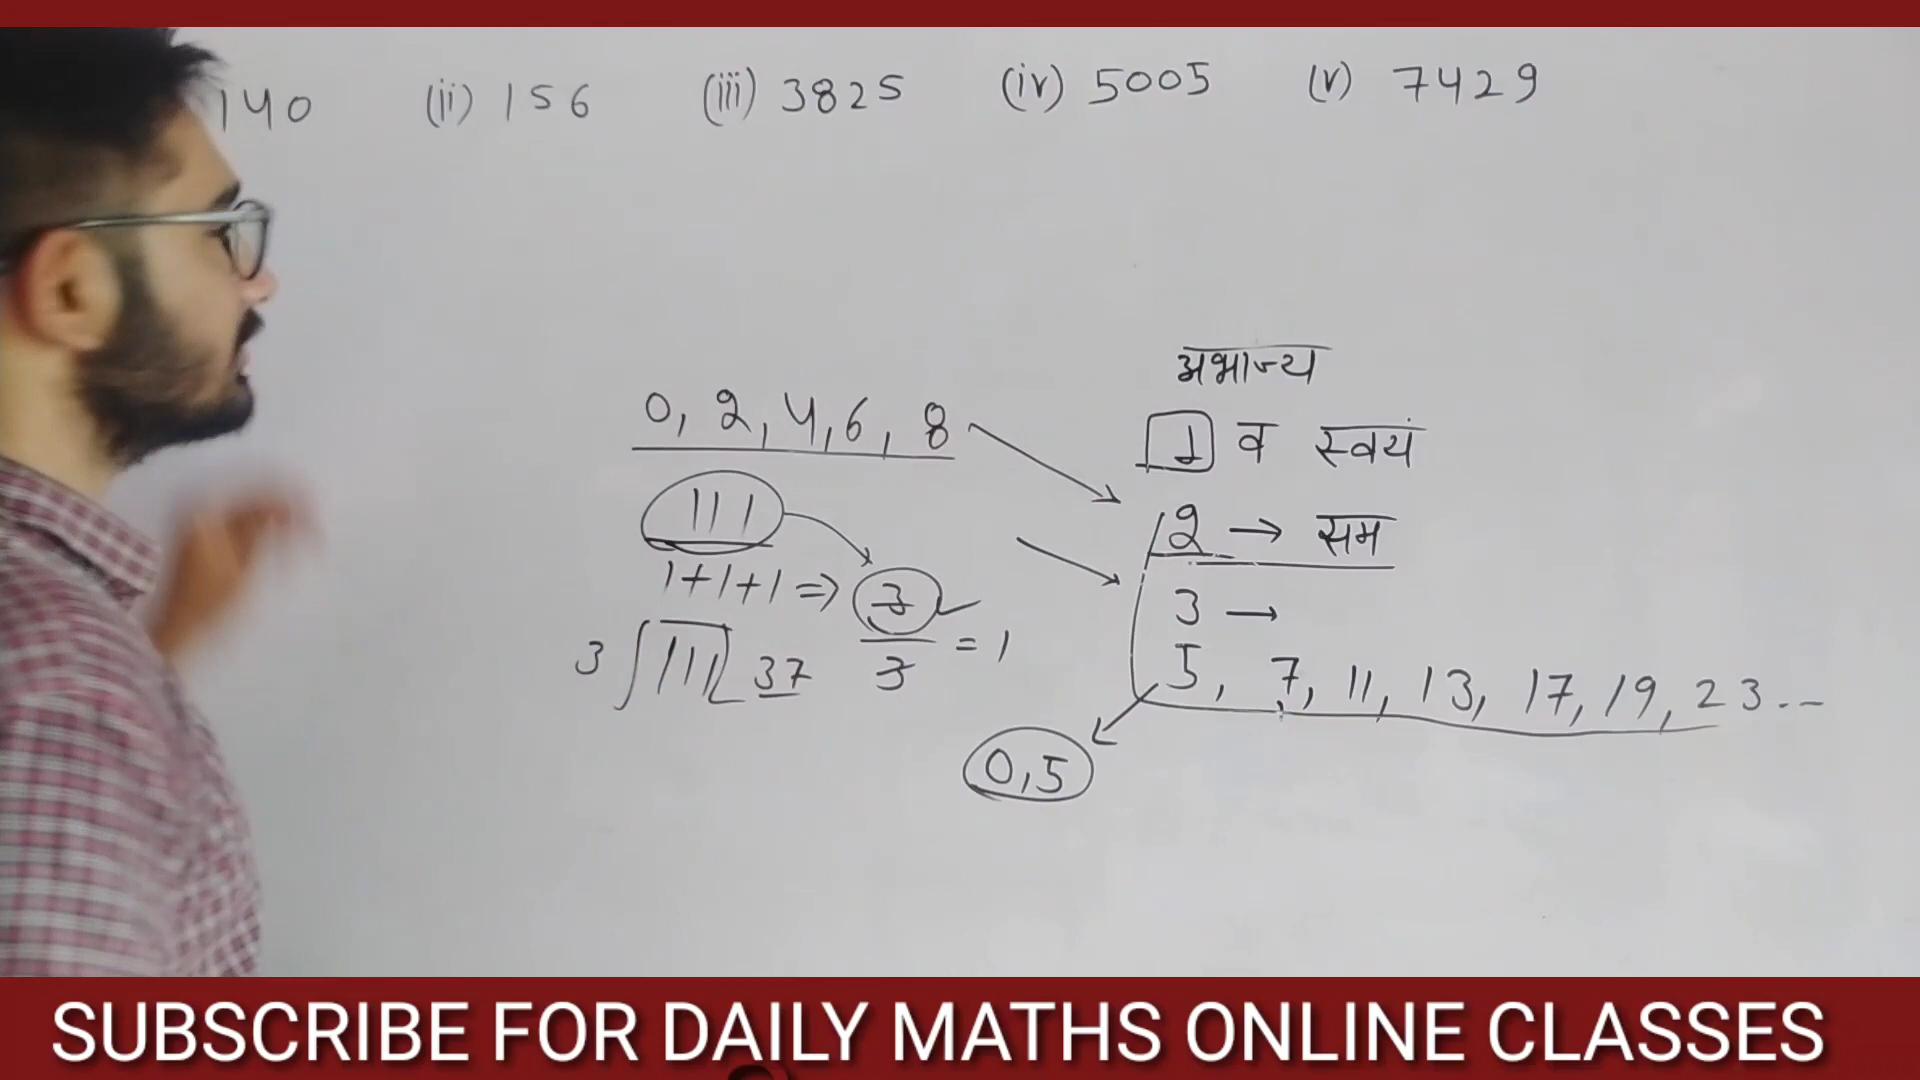 140 (ii) 156 (iii) 3825 (iv) 5005 (v) 7429
अभाज्य
0, 2, 4, 6, 8
1 व स्वयं
111
2 → सम
1+1+1 ⇒ 3
3 →
3 = 1
3 111 37
5, 7, 11, 13, 17, 19, 23 . . -
0, 5
SUBSCRIBE FOR DAILY MATHS ONLINE CLASSES